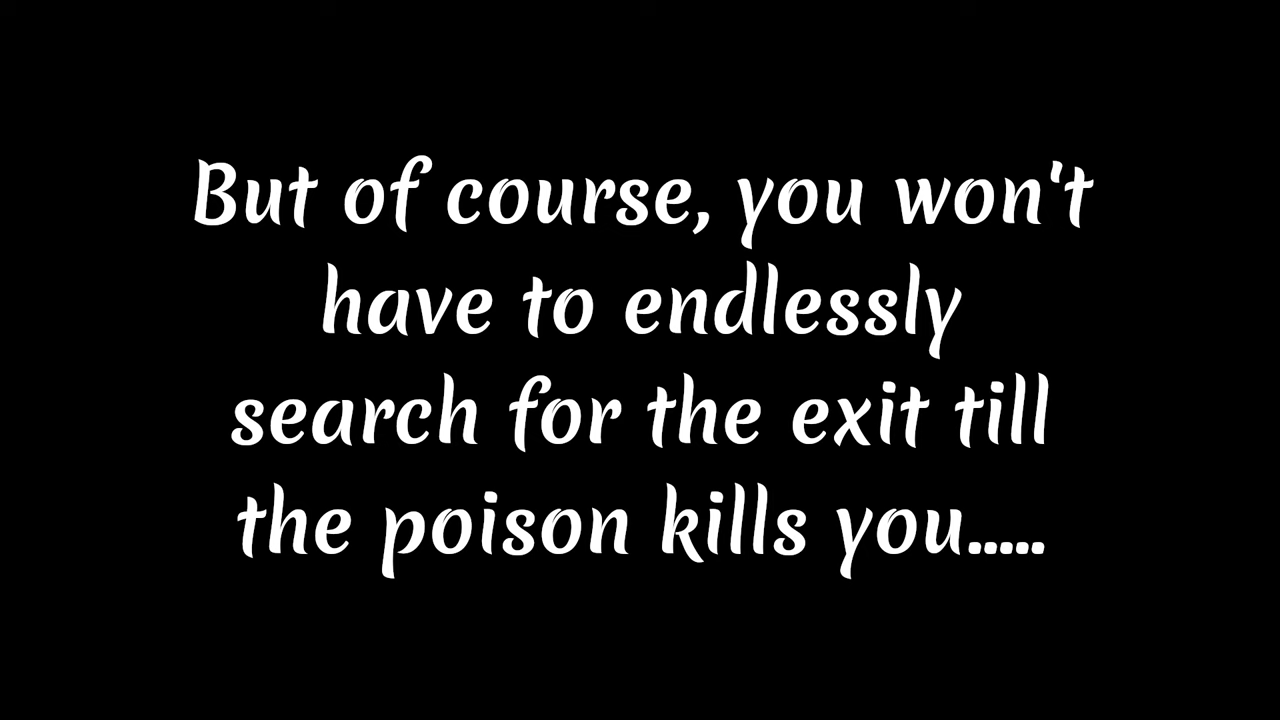 But of course, you won't
have to endlessly
search for the exit till
the poison kills you.....